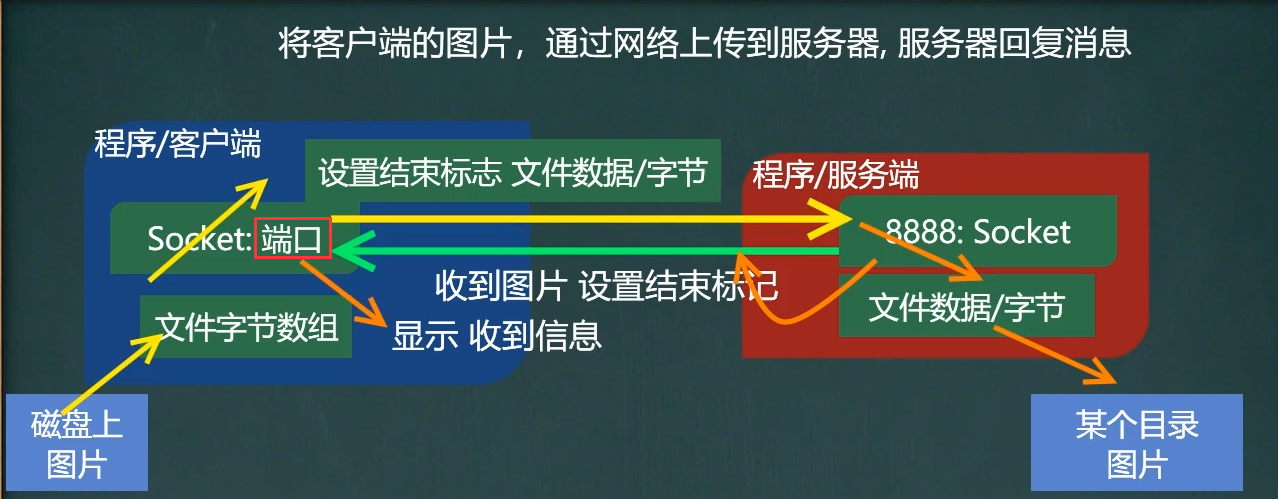 将客户端的图片，通过网络上传到服务器, 服务器回复消息
程序/客户端
设置结束标志 文件数据/字节
程序/服务端
Socket: 端口
8888: Socket
收到图片 设置结束标记
文件字节数组
显示 收到信息
文件数据/字节
磁盘上
图片
某个目录
图片